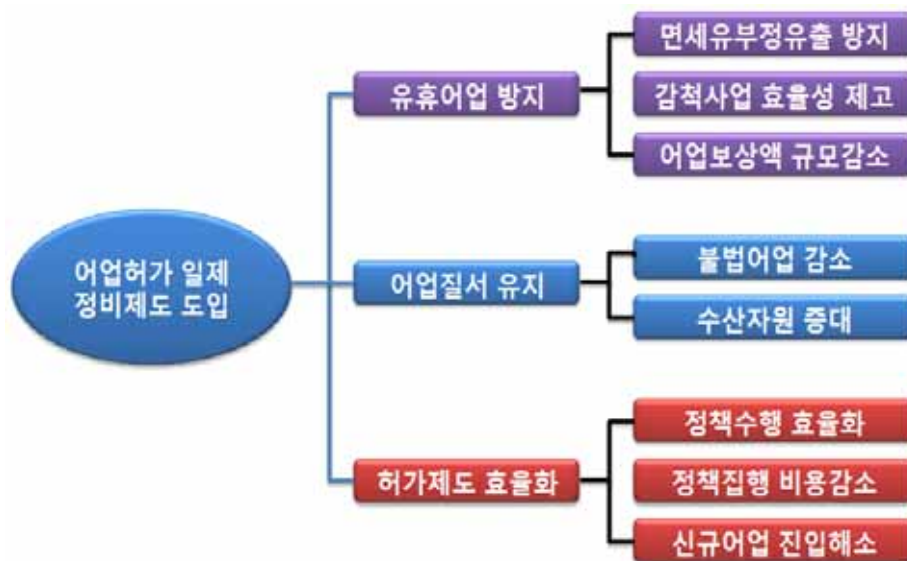 어업허가 일제
정비제도 도입
유휴어업 방지
면세유부정유출 방지
감척사업 효율성 제고
어업보상액 규모감소
어업질서 유지
불법어업 감소
수산자원 증대
허가제도 효율화
정책수행 효율화
정책집행 비용감소
신규어업 진입해소